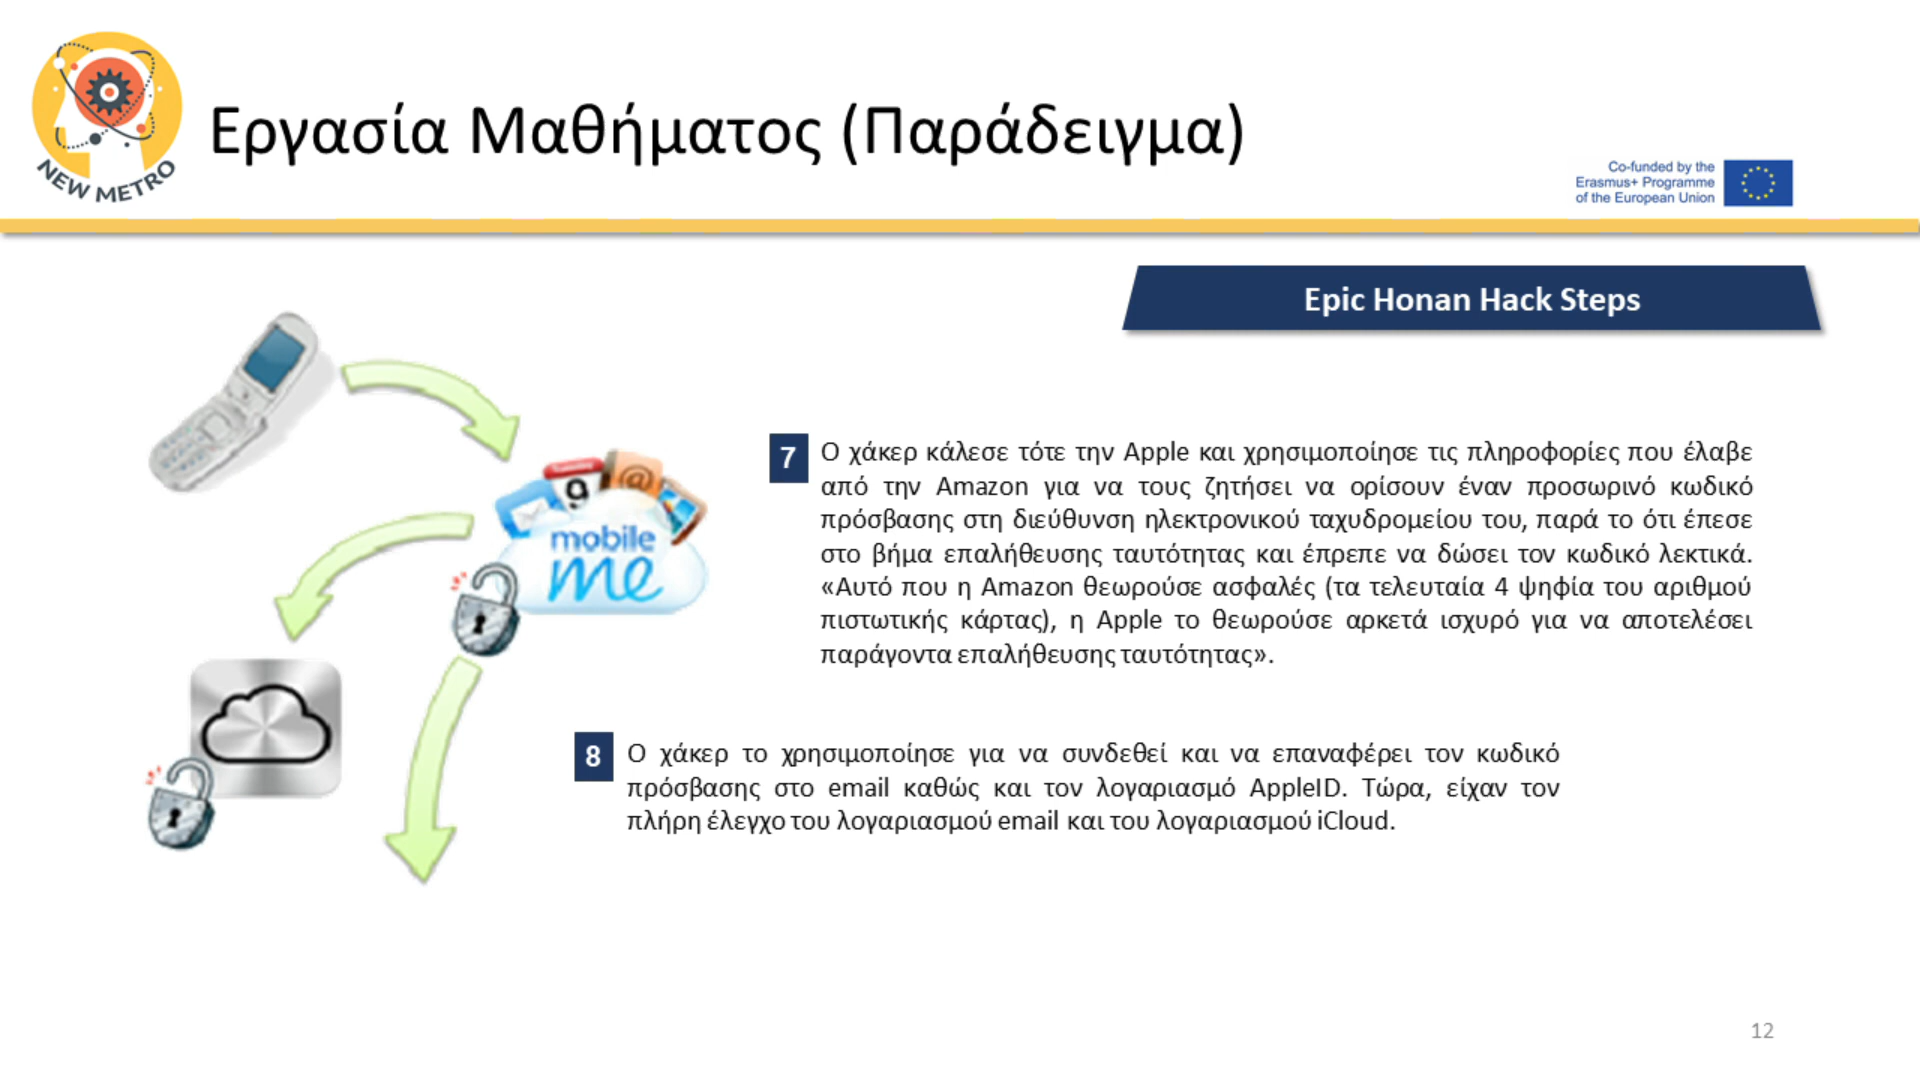 NEW METRO
Εργασία Μαθήματος (Παράδειγμα)
Co-funded by the
Erasmus+ Programme
of the European Union
Epic Honan Hack Steps
mobile
me
7
Ο χάκερ κάλεσε τότε την Apple και χρησιμοποίησε τις πληροφορίες που έλαβε
από την Amazon για να τους ζητήσει να ορίσουν έναν προσωρινό κωδικό
πρόσβασης στη διεύθυνση ηλεκτρονικού ταχυδρομείου του, παρά το ότι έπεσε
στο βήμα επαλήθευσης ταυτότητας και έπρεπε να δώσει τον κωδικό λεκτικά.
«Αυτό που η Amazon θεωρούσε ασφαλές (τα τελευταία 4 ψηφία του αριθμού
πιστωτικής κάρτας), η Apple το θεωρούσε αρκετά ισχυρό για να αποτελέσει
παράγοντα επαλήθευσης ταυτότητας».
8
Ο χάκερ το χρησιμοποίησε για να συνδεθεί και να επαναφέρει τον κωδικό
πρόσβασης στο email καθώς και τον λογαριασμό AppleID. Τώρα, είχαν τον
πλήρη έλεγχο του λογαριασμού email και του λογαριασμού iCloud.
12